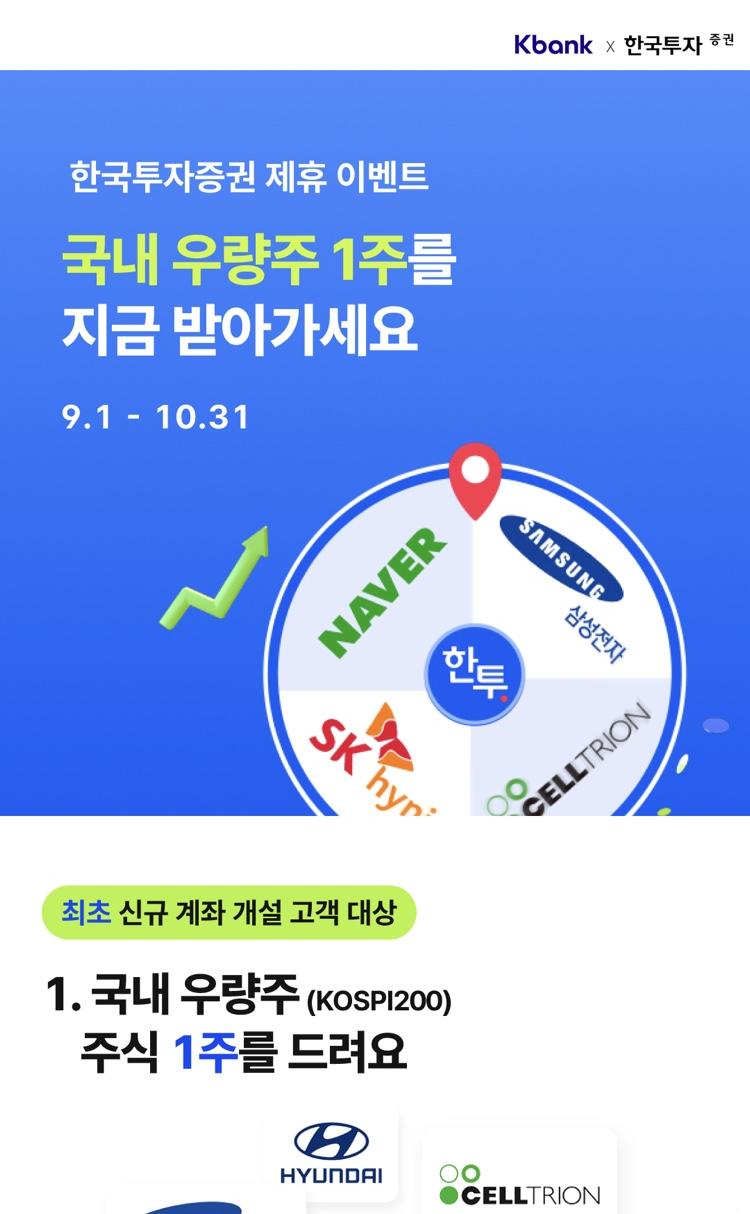 Kbank x 한국투자 증권
한국투자증권 제휴 이벤트
국내 우량주 1주를
지금 받아가세요
9.1 - 10.31
NAVER
SAMSUNG
삼성전자
한투
SK
CELLTRION
최초 신규 계좌 개설 고객 대상
1. 국내 우량주 (KOSPI200)
주식 1주를 드려요
HYUNDAI
CELLTRION